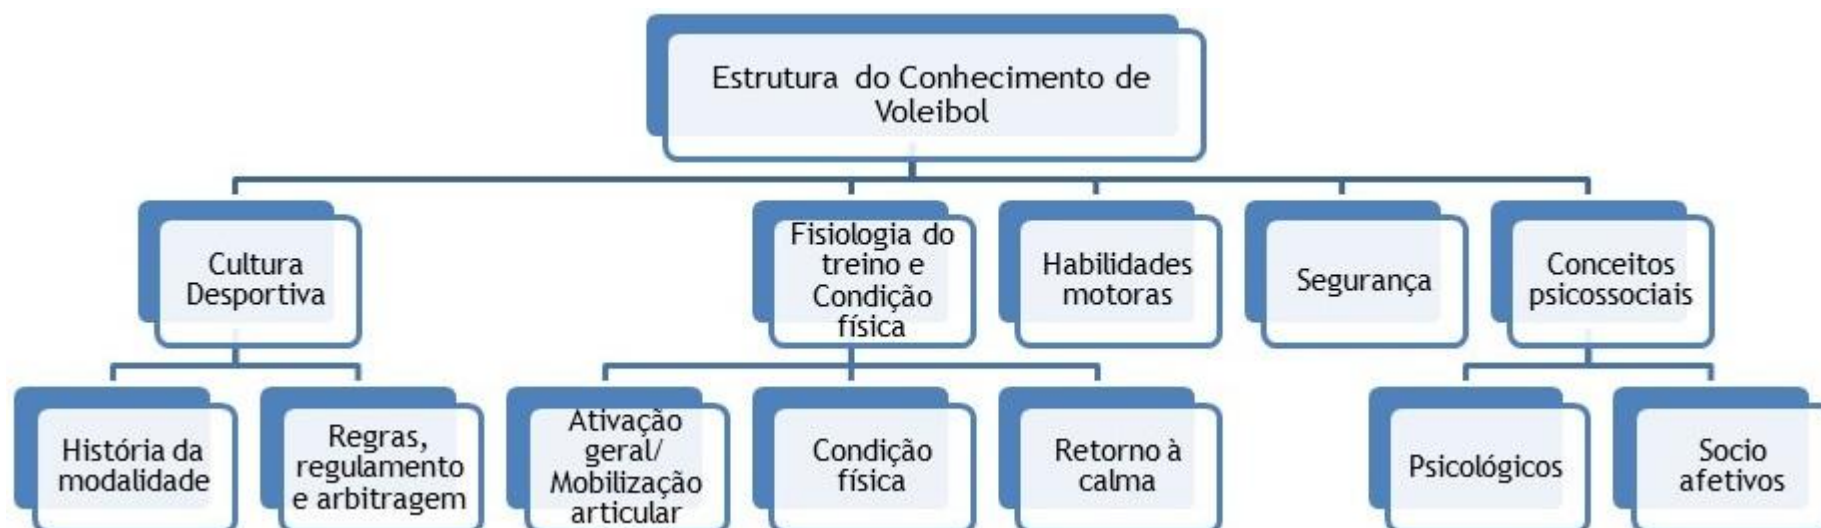 Estrutura do Conhecimento de
Voleibol
Cultura
Desportiva
Fisiologia do
treino e
Condição
física
Habilidades
motoras
Segurança
Conceitos
psicossociais
História da
modalidade
Regras,
regulamento
e arbitragem
Ativação
geral/
Mobilização
articular
Condição
física
Retorno à
calma
Psicológicos
Socio
afetivos